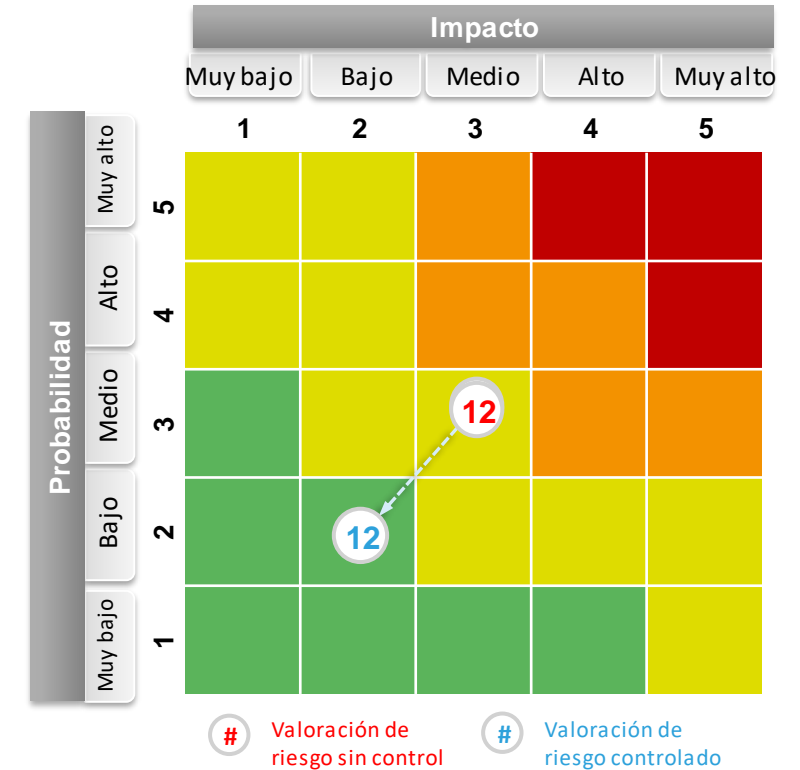 Impacto
Muy bajo
Bajo
Medio
Alto
Muy alto
1
2
3
4
5
Probabilidad
Muy alto
5
Alto
4
Medio
3
12
Bajo
2
12
Muy bajo
1
#
Valoración de
riesgo sin control
#
Valoración de
riesgo controlado